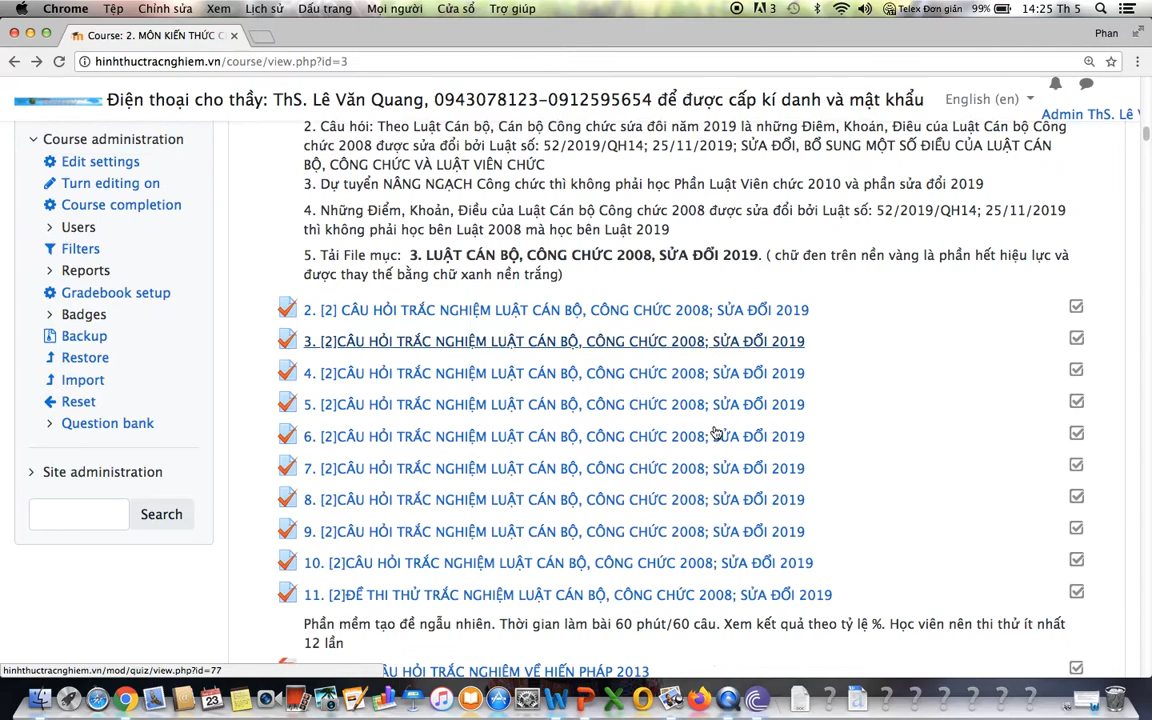 Chrome Tệp Chỉnh sửa Xem Lịch sử Dấu trang Mọi người Cửa sổ Trợ giúp 3 Telex Đơn giản 99% 14:25 Th 5
Course: 2. MÔN KIẾN THỨC C Phan
hinhthuctracnghiem.vn/course/view.php?id=3
Điện thoại cho thầy: ThS. Lê Văn Quang, 0943078123-0912595654 để được cấp kí danh và mật khẩu English (en)
Admin ThS. Lê V
Course administration
Edit settings
Turn editing on
Course completion
Users
Filters
Reports
Gradebook setup
Badges
Backup
Restore
Import
Reset
Question bank
Site administration
Search
2. Câu hỏi: Theo Luật Cán bộ, Cán bộ Công chức sửa đôi năm 2019 là những Điêm, Khoán, Điêu của Luật Cán bộ Công
chức 2008 được sửa đổi bởi Luật số: 52/2019/QH14; 25/11/2019; SỬA ĐỔI, BỔ SUNG MỘT SỐ ĐIỀU CỦA LUẬT CÁN
BỘ, CÔNG CHỨC VÀ LUẬT VIÊN CHỨC
3. Dự tuyển NÂNG NGẠCH Công chức thì không phải học Phần Luật Viên chức 2010 và phần sửa đổi 2019
4. Những Điểm, Khoản, Điều của Luật Cán bộ Công chức 2008 được sửa đổi bởi Luật số: 52/2019/QH14; 25/11/2019
thì không phải học bên Luật 2008 mà học bên Luật 2019
5. Tải File mục: 3. LUẬT CÁN BỘ, CÔNG CHỨC 2008, SỬA ĐỔI 2019. ( chữ đen trên nền vàng là phần hết hiệu lực và
được thay thế bằng chữ xanh nền trắng)
2. [2] CÂU HỎI TRẮC NGHIỆM LUẬT CÁN BỘ, CÔNG CHỨC 2008; SỬA ĐỔI 2019
3. [2]CÂU HỎI TRẮC NGHIỆM LUẬT CÁN BỘ, CÔNG CHỨC 2008; SỬA ĐỔI 2019
4. [2]CÂU HỎI TRẮC NGHIỆM LUẬT CÁN BỘ, CÔNG CHỨC 2008; SỬA ĐỔI 2019
5. [2]CÂU HỎI TRẮC NGHIỆM LUẬT CÁN BỘ, CÔNG CHỨC 2008; SỬA ĐỔI 2019
6. [2]CÂU HỎI TRẮC NGHIỆM LUẬT CÁN BỘ, CÔNG CHỨC 2008; SỬA ĐỔI 2019
7. [2]CÂU HỎI TRẮC NGHIỆM LUẬT CÁN BỘ, CÔNG CHỨC 2008; SỬA ĐỔI 2019
8. [2]CÂU HỎI TRẮC NGHIỆM LUẬT CÁN BỘ, CÔNG CHỨC 2008; SỬA ĐỔI 2019
9. [2]CÂU HỎI TRẮC NGHIỆM LUẬT CÁN BỘ, CÔNG CHỨC 2008; SỬA ĐỔI 2019
10. [2]CÂU HỎI TRẮC NGHIỆM LUẬT CÁN BỘ, CÔNG CHỨC 2008; SỬA ĐỔI 2019
11. [2]ĐỀ THI THỬ TRẮC NGHIỆM LUẬT CÁN BỘ, CÔNG CHỨC 2008; SỬA ĐỔI 2019
Phần mềm tạo đề ngẫu nhiên. Thời gian làm bài 60 phút/60 câu. Xem kết quả theo tỷ lệ %. Học viên nên thi thử ít nhất
12 lần
ÂU HỎI TRẮC NGHIỆM VỀ HIẾN PHÁP 2013
hinhthuctracnghiem.vn/mod/quiz/view.php?id=77